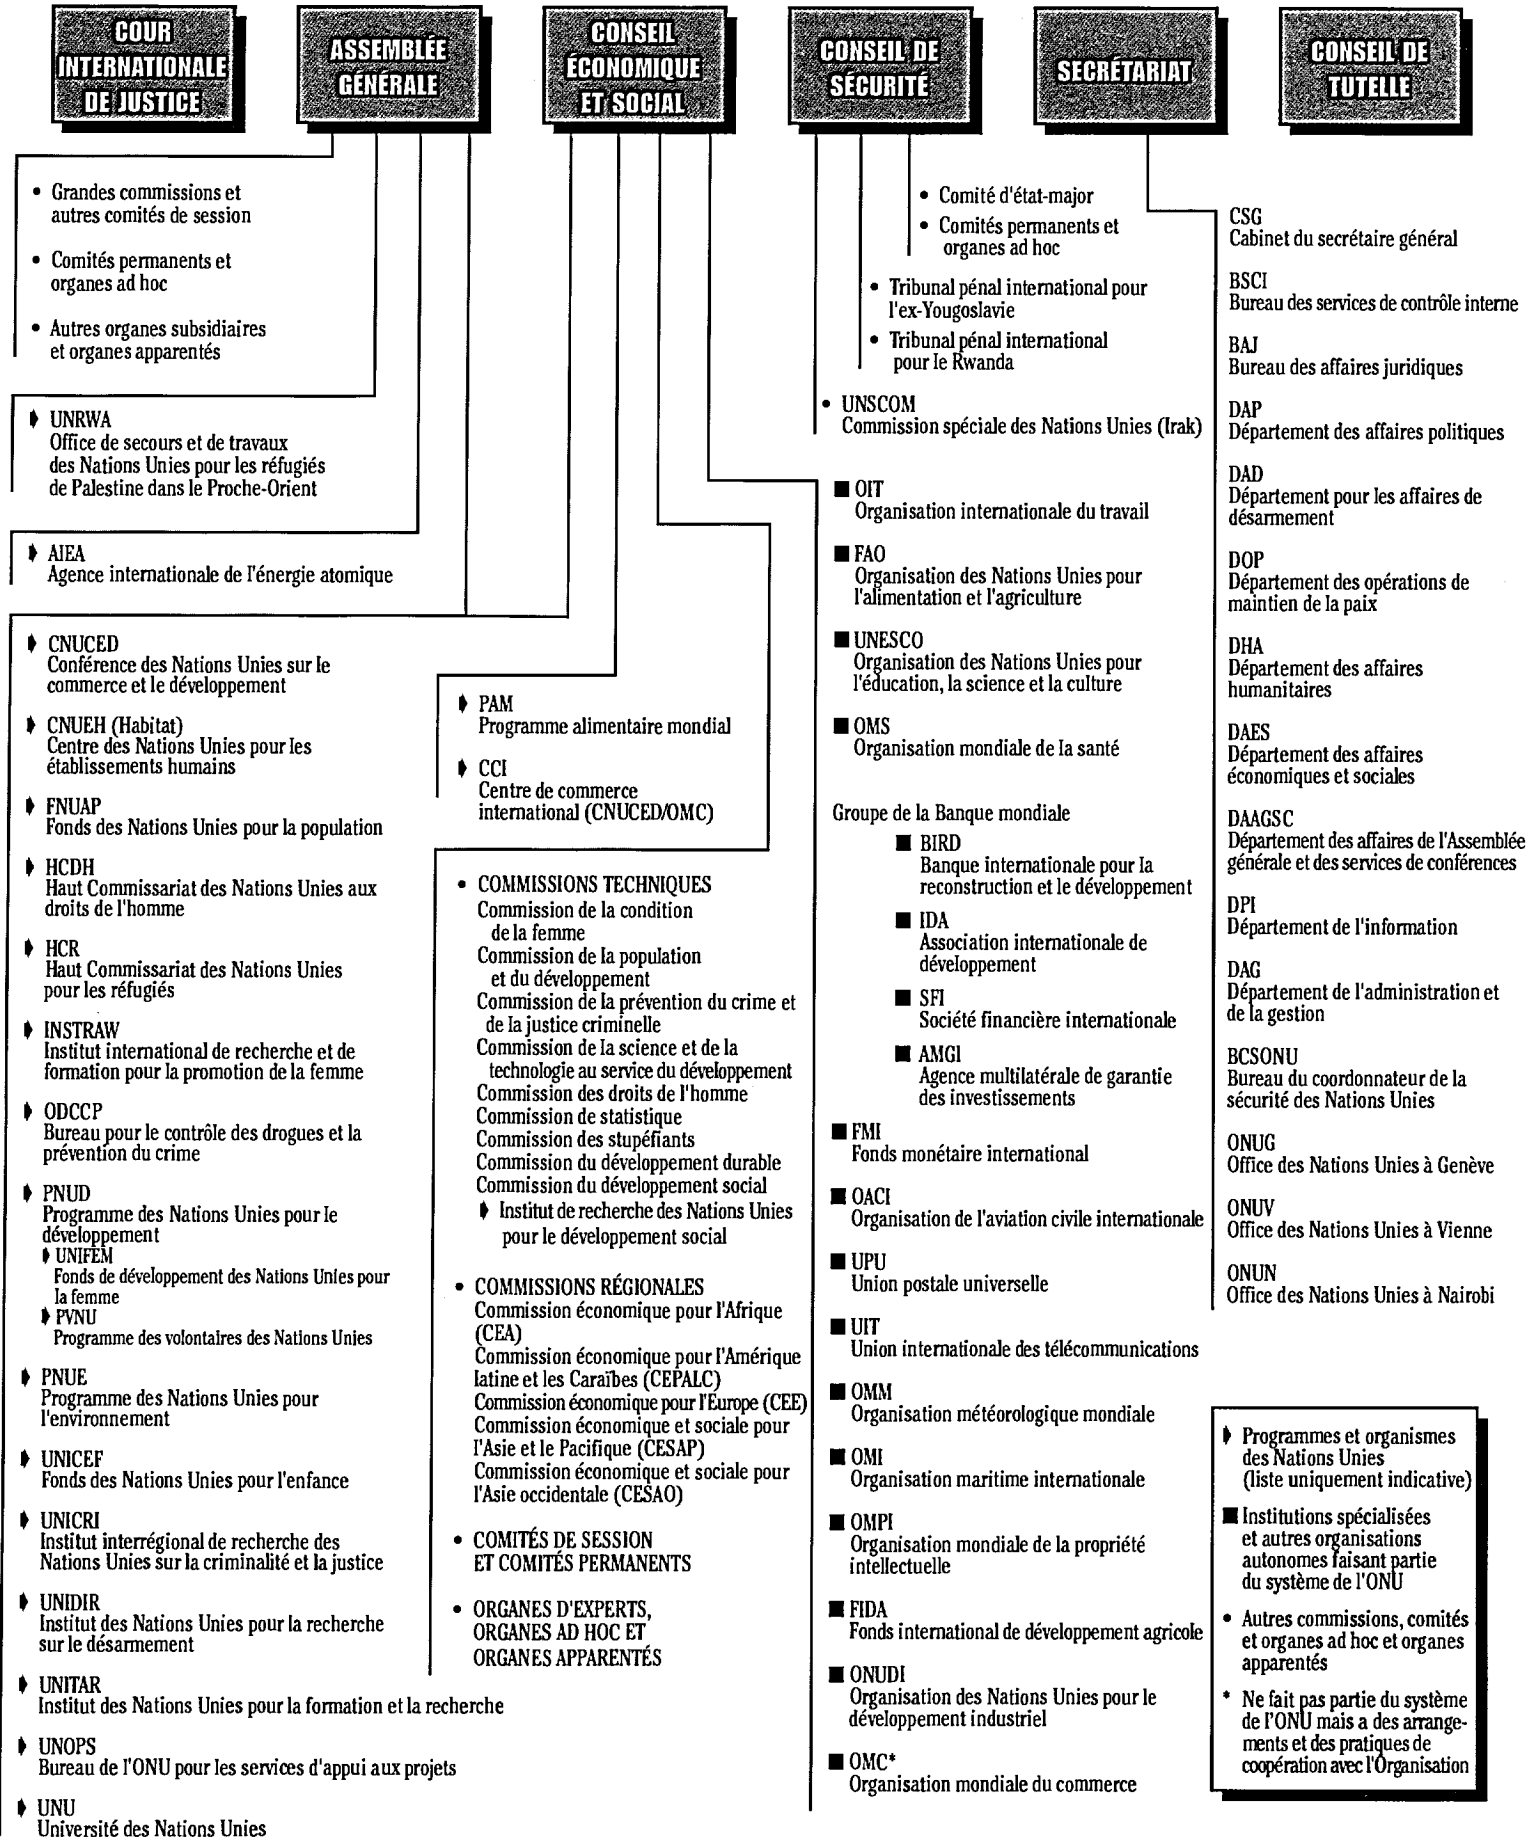 COUR
INTERNATIONALE
DE JUSTICE
ASSEMBLÉE
GÉNÉRALE
CONSEIL
ÉCONOMIQUE
ET SOCIAL
CONSEIL DE
SÉCURITÉ
SECRÉTARIAT
CONSEIL DE
TUTELLE
• Grandes commissions et
autres comités de session
• Comités permanents et
organes ad hoc
• Autres organes subsidiaires
et organes apparentés
UNRWA
Office de secours et de travaux
des Nations Unies pour les réfugiés
de Palestine dans le Proche-Orient
AIEA
Agence internationale de l'énergie atomique
CNUCED
Conférence des Nations Unies sur le
commerce et le développement
CNUEH (Habitat)
Centre des Nations Unies pour les
établissements humains
FNUAP
Fonds des Nations Unies pour la population
HCDH
Haut Commissariat des Nations Unies aux
droits de l'homme
HCR
Haut Commissariat des Nations Unies
pour les réfugiés
INSTRAW
Institut international de recherche et de
formation pour la promotion de la femme
ODCCP
Bureau pour le contrôle des drogues et la
prévention du crime
PNUD
Programme des Nations Unies pour le
développement
UNIFEM
Fonds de développement des Nations Unies pour
la femme
PVNU
Programme des volontaires des Nations Unies
PNUE
Programme des Nations Unies pour
l'environnement
UNICEF
Fonds des Nations Unies pour l'enfance
UNICRI
Institut interrégional de recherche des
Nations Unies sur la criminalité et la justice
UNIDIR
Institut des Nations Unies pour la recherche
sur le désarmement
UNITAR
Institut des Nations Unies pour la formation et la recherche
UNOPS
Bureau de l'ONU pour les services d'appui aux projets
UNU
Université des Nations Unies
PAM
Programme alimentaire mondial
CCI
Centre de commerce
international (CNUCED/OMC)
• COMMISSIONS TECHNIQUES
Commission de la condition
de la femme
Commission de la population
et du développement
Commission de la prévention du crime et
de la justice criminelle
Commission de la science et de la
technologie au service du développement
Commission des droits de l'homme
Commission de statistique
Commission des stupéfiants
Commission du développement durable
Commission du développement social
Institut de recherche des Nations Unies
pour le développement social
• COMMISSIONS RÉGIONALES
Commission économique pour l'Afrique
(CEA)
Commission économique pour l'Amérique
latine et les Caraïbes (CEPALC)
Commission économique pour l'Europe (CEE)
Commission économique et sociale pour
l'Asie et le Pacifique (CESAP)
Commission économique et sociale pour
l'Asie occidentale (CESAO)
• COMITÉS DE SESSION
ET COMITÉS PERMANENTS
• ORGANES D'EXPERTS,
ORGANES AD HOC ET
ORGANES APPARENTÉS
• Comité d'état-major
• Comités permanents et
organes ad hoc
• Tribunal pénal international pour
l'ex-Yougoslavie
• Tribunal pénal international
pour le Rwanda
• UNSCOM
Commission spéciale des Nations Unies (Irak)
■ OIT
Organisation internationale du travail
■ FAO
Organisation des Nations Unies pour
l'alimentation et l'agriculture
■ UNESCO
Organisation des Nations Unies pour
l'éducation, la science et la culture
■ OMS
Organisation mondiale de la santé
Groupe de la Banque mondiale
■ BIRD
Banque internationale pour la
reconstruction et le développement
■ IDA
Association internationale de
développement
■ SFI
Société financière internationale
■ AMGI
Agence multilatérale de garantie
des investissements
■ FMI
Fonds monétaire international
■ OACI
Organisation de l'aviation civile internationale
■ UPU
Union postale universelle
■ UIT
Union internationale des télécommunications
■ OMM
Organisation météorologique mondiale
■ OMI
Organisation maritime internationale
■ OMPI
Organisation mondiale de la propriété
intellectuelle
■ FIDA
Fonds international de développement agricole
■ ONUDI
Organisation des Nations Unies pour le
développement industriel
■ OMC*
Organisation mondiale du commerce
CSG
Cabinet du secrétaire général
BSCI
Bureau des services de contrôle interne
BAJ
Bureau des affaires juridiques
DAP
Département des affaires politiques
DAD
Département pour les affaires de
désarmement
DOP
Département des opérations de
maintien de la paix
DHA
Département des affaires
humanitaires
DAES
Département des affaires
économiques et sociales
DAAGSC
Département des affaires de l'Assemblée
générale et des services de conférences
DPI
Département de l'information
DAG
Département de l'administration et
de la gestion
BCSONU
Bureau du coordonnateur de la
sécurité des Nations Unies
ONUG
Office des Nations Unies à Genève
ONUV
Office des Nations Unies à Vienne
ONUN
Office des Nations Unies à Nairobi
Programmes et organismes
des Nations Unies
(liste uniquement indicative)
■ Institutions spécialisées
et autres organisations
autonomes faisant partie
du système de l'ONU
• Autres commissions, comités
et organes ad hoc et organes
apparentés
* Ne fait pas partie du système
de l'ONU mais a des arrange-
ments et des pratiques de
coopération avec l'Organisation